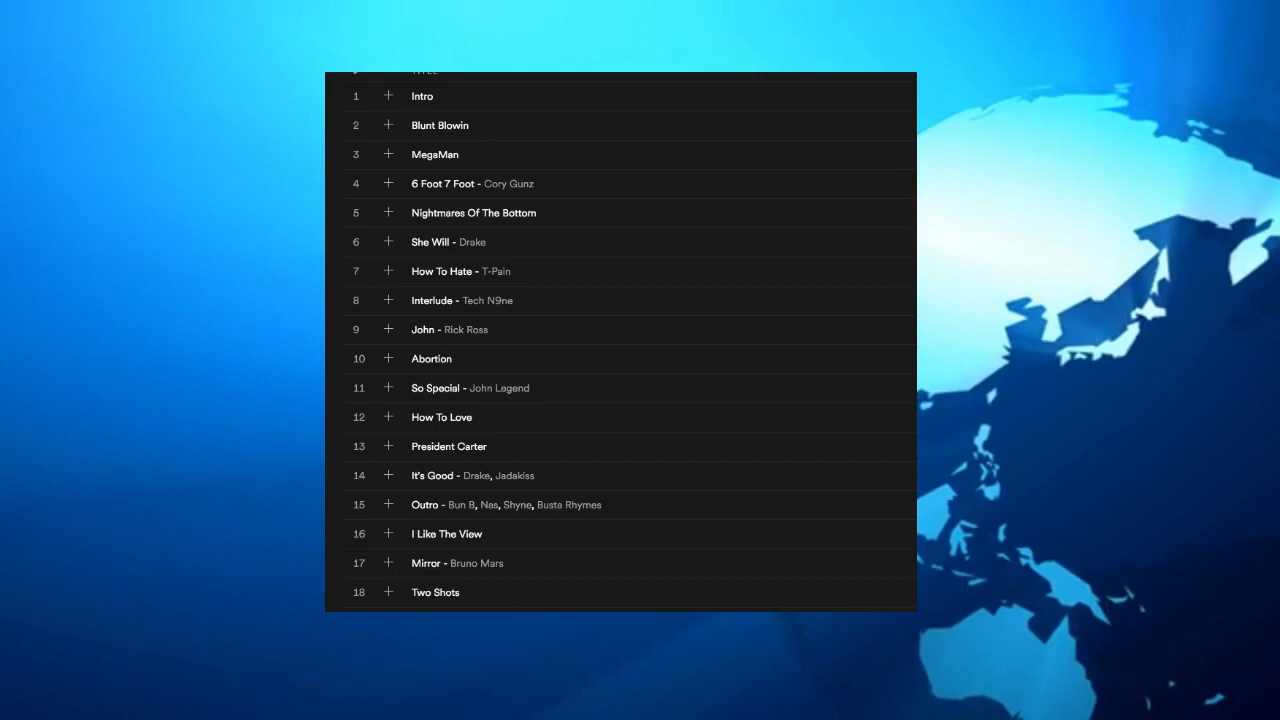 1 + Intro
2 + Blunt Blowin
3 + MegaMan
4 + 6 Foot 7 Foot - Cory Gunz
5 + Nightmares Of The Bottom
6 + She Will - Drake
7 + How To Hate - T-Pain
8 + Interlude - Tech N9ne
9 + John - Rick Ross
10 + Abortion
11 + So Special - John Legend
12 + How To Love
13 + President Carter
14 + It's Good - Drake, Jadakiss
15 + Outro - Bun B, Nas, Shyne, Busta Rhymes
16 + I Like The View
17 + Mirror - Bruno Mars
18 + Two Shots